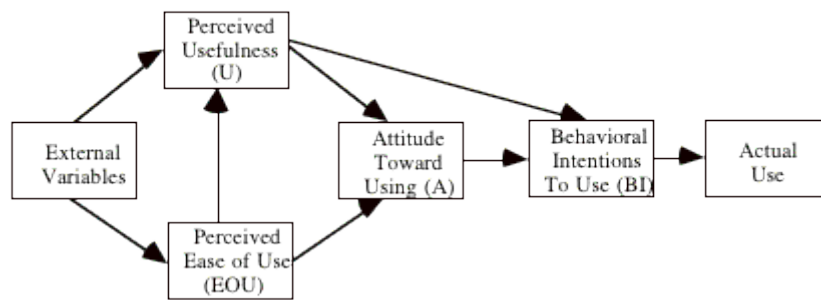 Perceived
Usefulness
(U)
External
Variables
Attitude
Toward
Using (A)
Behavioral
Intentions
To Use (BI)
Actual
Use
Perceived
Ease of Use
(EOU)